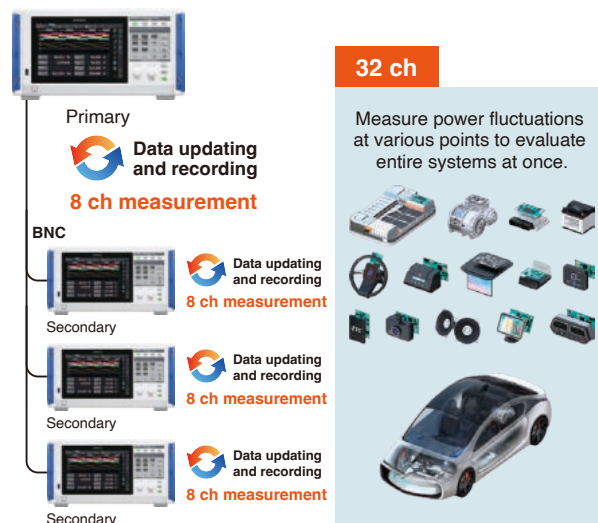 Primary
Data updating
and recording
8 ch measurement
BNC
Data updating
and recording
8 ch measurement
Secondary
Data updating
and recording
8 ch measurement
Secondary
Data updating
and recording
8 ch measurement
Secondary
32 ch
Measure power fluctuations
at various points to evaluate
entire systems at once.